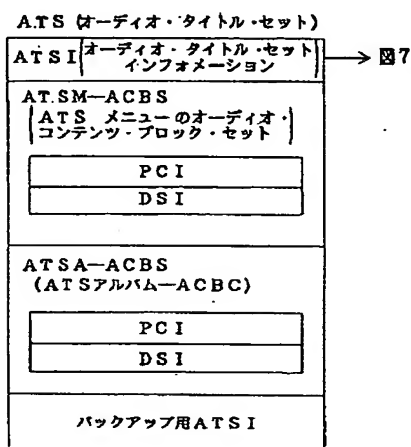 ATS (オーディオ・タイトル・セット)
ATSI(オーディオ・タイトル・セット
インフォメーション) → 図7
AT.SM—ACBS
(ATS メニューのオーディオ・
コンテンツ・ブロック・セット)
PCI
DSI
ATSA—ACBS
(ATSアルバム—ACBC)
PCI
DSI
バックアップ用ATSI